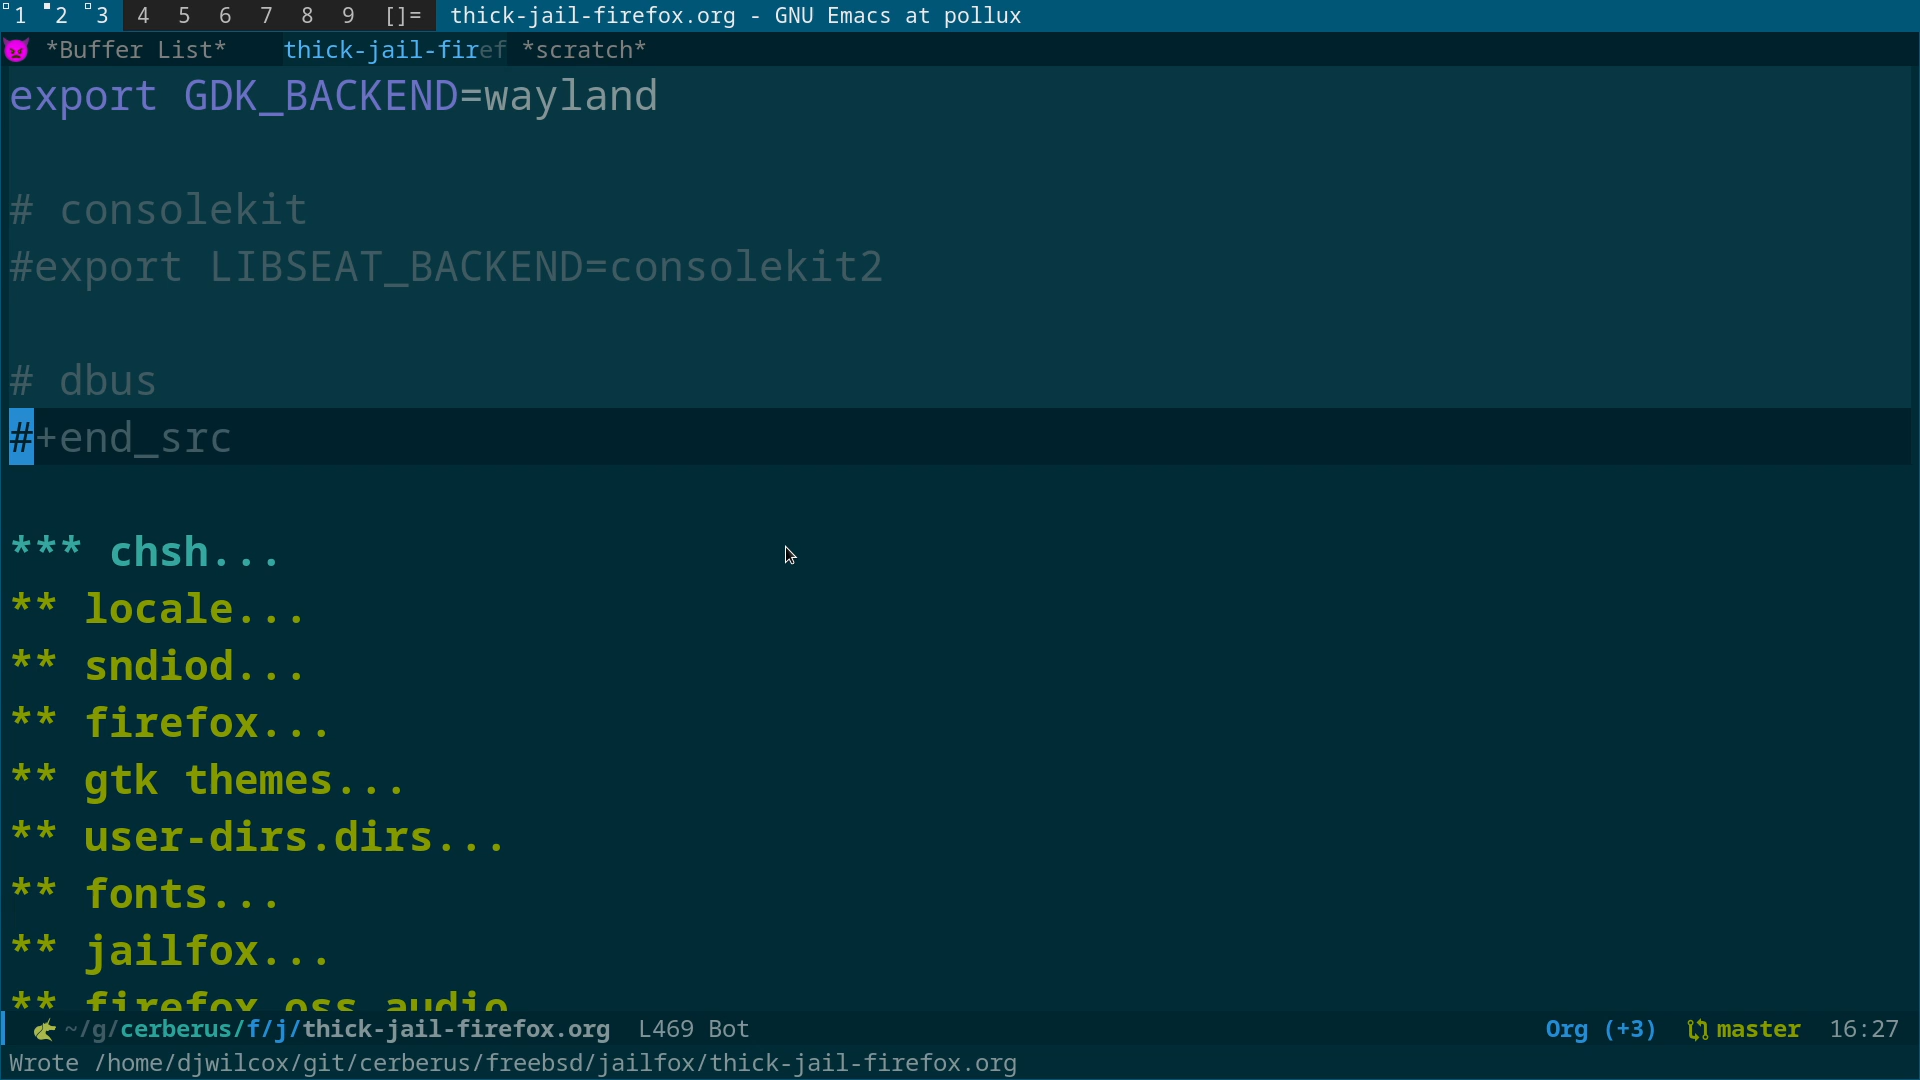 1 2 3 4 5 6 7 8 9 []= thick-jail-firefox.org - GNU Emacs at pollux
*Buffer List* thick-jail-firef *scratch*
export GDK_BACKEND=wayland
# consolekit
#export LIBSEAT_BACKEND=consolekit2
# dbus
#+end_src
*** chsh...
** locale...
** sndiod...
** firefox...
** gtk themes...
** user-dirs.dirs...
** fonts...
** jailfox...
** firefox oss audio
~/g/cerberus/f/j/thick-jail-firefox.org L469 Bot Org (+3) master 16:27
Wrote /home/djwilcox/git/cerberus/freebsd/jailfox/thick-jail-firefox.org